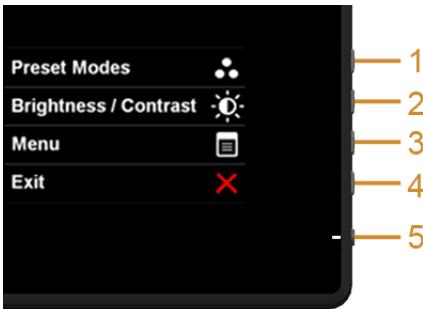 Preset Modes 1
Brightness / Contrast 2
Menu 3
Exit 4
5